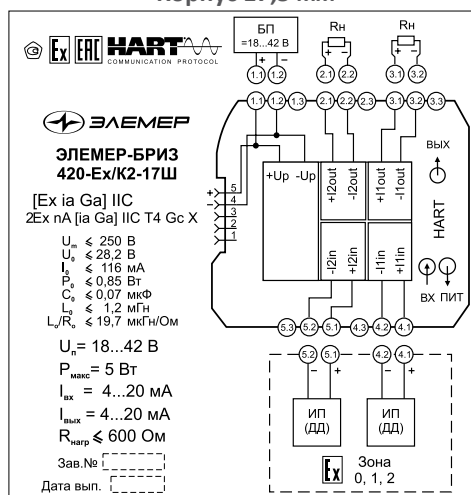 Корпус 17,5 mm
Ex ЕАС HART
COMMUNICATION PROTOCOL
ЭЛЕМЕР
ЭЛЕМЕР-БРИЗ
420-Ex/К2-17Ш
[Ex ia Ga] IIC
2Ex nA [ia Ga] IIC T4 Gc X
Um ⩽ 250 В
U₀ ⩽ 28,2 В
I₀ ⩽ 116 мА
P₀ ⩽ 0,85 Вт
C₀ ⩽ 0,07 мкФ
L₀ ⩽ 1,2 мГн
L₀/R₀ ⩽ 19,7 мкГн/Ом
Uп = 18...42 В
Pмакс = 5 Вт
Iвх = 4...20 мА
Iвых = 4...20 мА
Rнагр ⩽ 600 Ом
Зав.№
Дата вып.
БП
=18...42 В
+ −
Rн
Rн
1.1 1.2 2.1 2.2 3.1 3.2
1.1 1.2 1.3 2.1 2.2 2.3 3.1 3.2 3.3
+Up -Up
+I2out
-I2out
+I1out
-I1out
-I2in
+I2in
-I1in
+I1in
+ 5
− 4
3
2
1
ВЫХ
HART
ВХ ПИТ
5.3 5.2 5.1 4.3 4.2 4.1
5.2 5.1 4.2 4.1
− + − +
ИП
(ДД)
ИП
(ДД)
Ex Зона
0, 1, 2